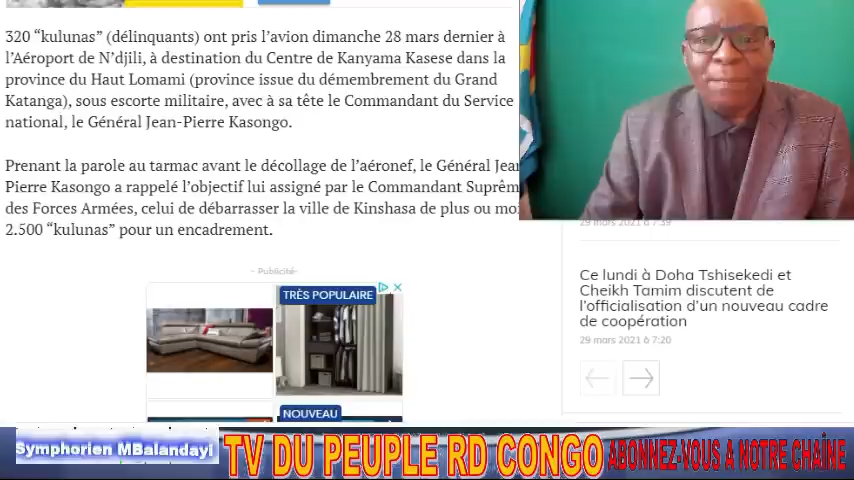 320 “kulunas” (délinquants) ont pris l’avion dimanche 28 mars dernier à
l’Aéroport de N’djili, à destination du Centre de Kanyama Kasese dans la
province du Haut Lomami (province issue du démembrement du Grand
Katanga), sous escorte militaire, avec à sa tête le Commandant du Service
national, le Général Jean-Pierre Kasongo.
Prenant la parole au tarmac avant le décollage de l’aéronef, le Général Jean
Pierre Kasongo a rappelé l’objectif lui assigné par le Commandant Suprêm
des Forces Armées, celui de débarrasser la ville de Kinshasa de plus ou mo
2.500 “kulunas” pour un encadrement.
- Publicité-
TRÈS POPULAIRE
NOUVEAU
29 mars 2021 à 7:39
Ce lundi à Doha Tshisekedi et
Cheikh Tamim discutent de
l’officialisation d’un nouveau cadre
de coopération
29 mars 2021 à 7:20
Symphorien MBalandayI
TV DU PEUPLE RD CONGO
ABONNEZ-VOUS A NOTRE CHAÎNE